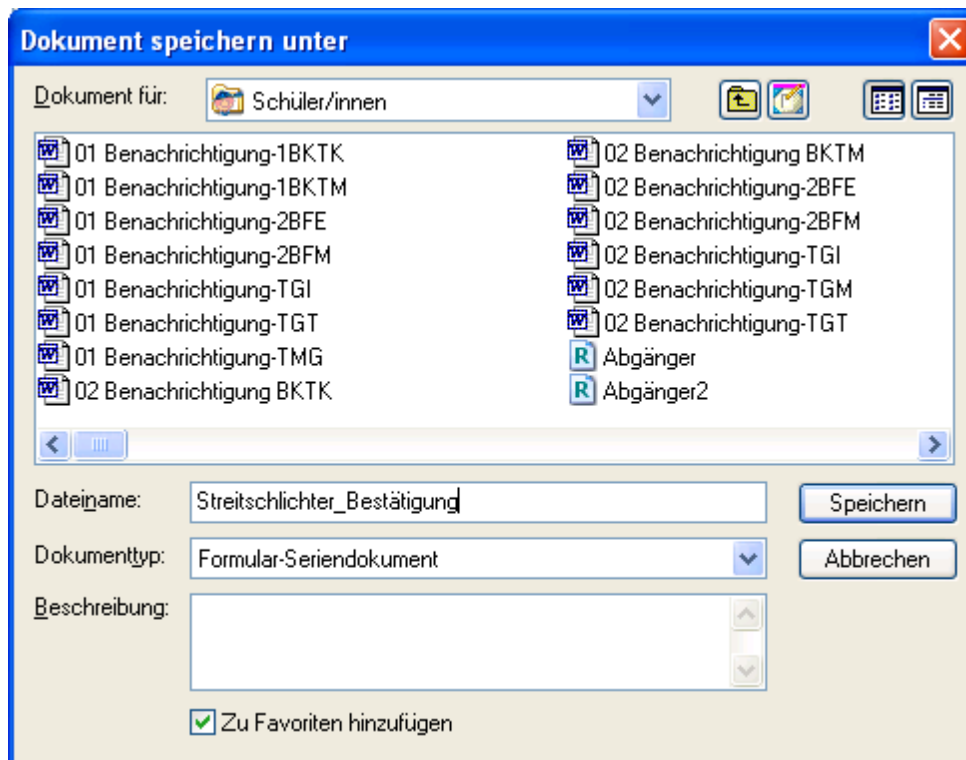 Dokument speichern unter
Dokument für: Schüler/innen
01 Benachrichtigung-1BKTK
01 Benachrichtigung-1BKTM
01 Benachrichtigung-2BFE
01 Benachrichtigung-2BFM
01 Benachrichtigung-TGI
01 Benachrichtigung-TGT
01 Benachrichtigung-TMG
02 Benachrichtigung BKTK
02 Benachrichtigung BKTM
02 Benachrichtigung-2BFE
02 Benachrichtigung-2BFM
02 Benachrichtigung-TGI
02 Benachrichtigung-TGM
02 Benachrichtigung-TGT
Abgänger
Abgänger2
Dateiname: Streitschlichter_Bestätigung Speichern
Dokumenttyp: Formular-Seriendokument Abbrechen
Beschreibung:
Zu Favoriten hinzufügen